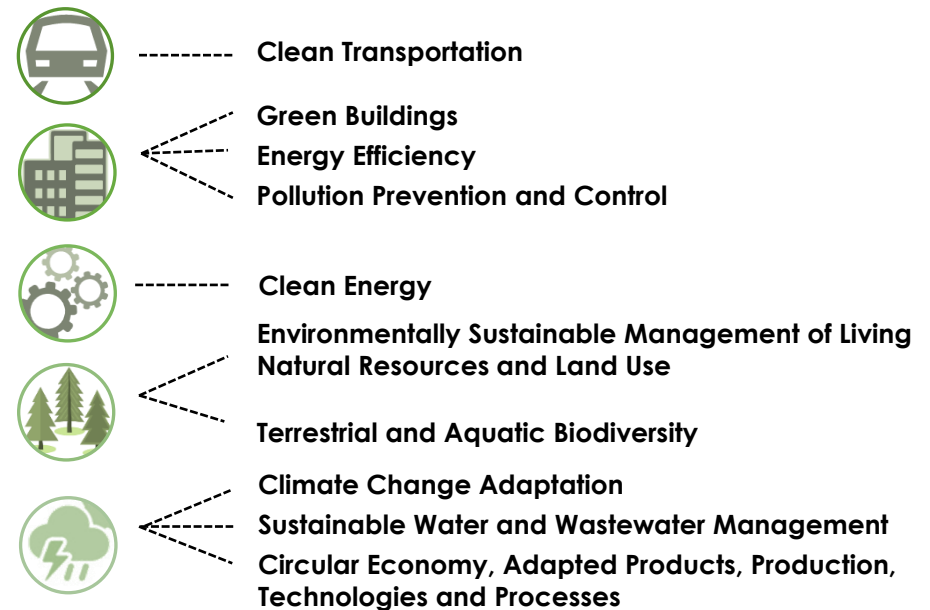 Clean Transportation
Green Buildings
Energy Efficiency
Pollution Prevention and Control
Clean Energy
Environmentally Sustainable Management of Living
Natural Resources and Land Use
Terrestrial and Aquatic Biodiversity
Climate Change Adaptation
Sustainable Water and Wastewater Management
Circular Economy, Adapted Products, Production,
Technologies and Processes